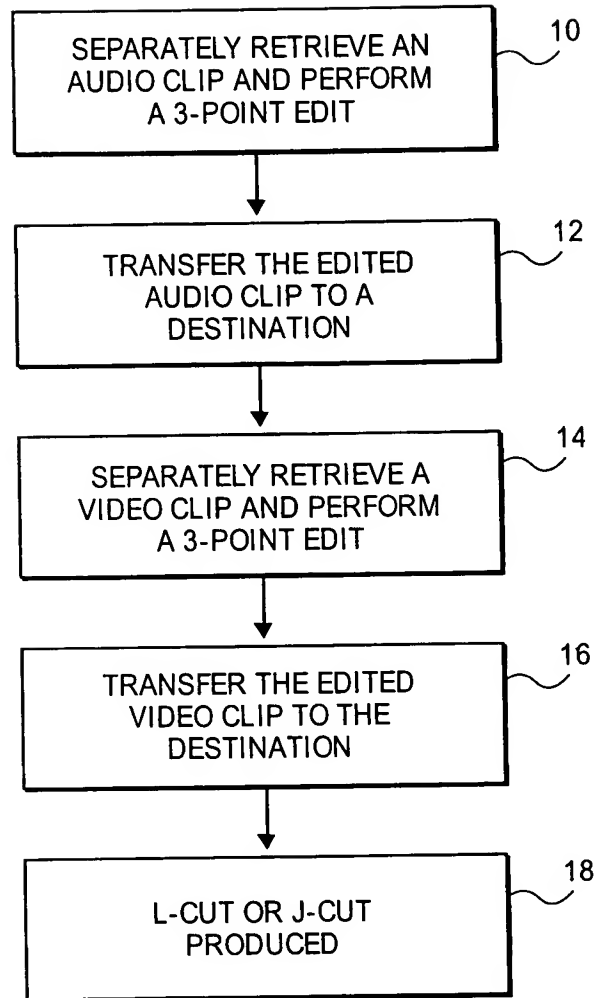 SEPARATELY RETRIEVE AN
AUDIO CLIP AND PERFORM
A 3-POINT EDIT
10
TRANSFER THE EDITED
AUDIO CLIP TO A
DESTINATION
12
SEPARATELY RETRIEVE A
VIDEO CLIP AND PERFORM
A 3-POINT EDIT
14
TRANSFER THE EDITED
VIDEO CLIP TO THE
DESTINATION
16
L-CUT OR J-CUT
PRODUCED
18